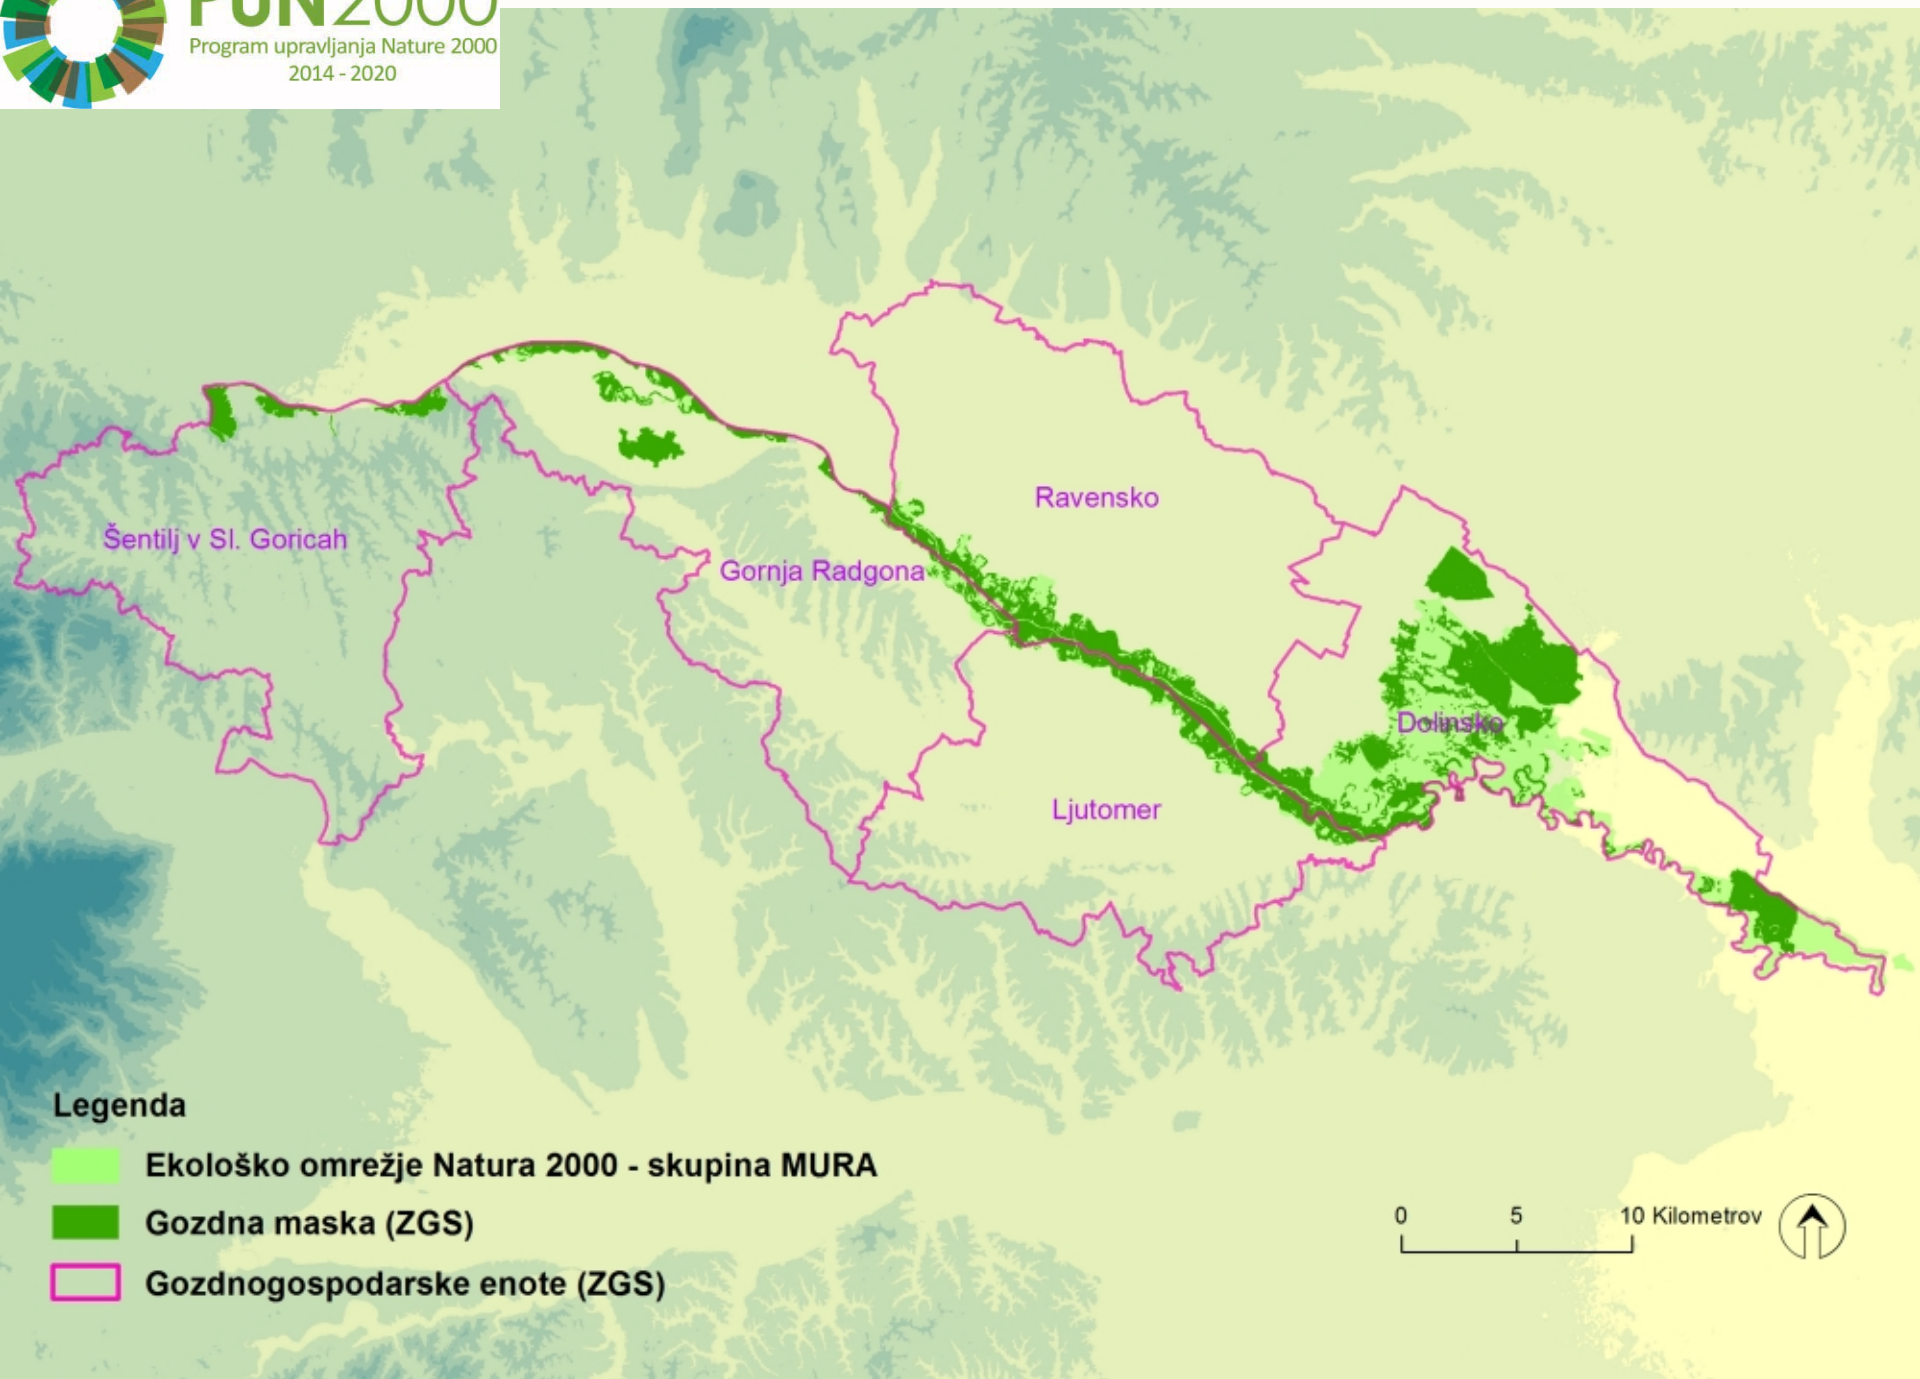 PUN2000
Program upravljanja Nature 2000
2014 - 2020
Ravensko
Šentilj v Sl. Goricah
Gornja Radgona
Dolinsko
Ljutomer
Legenda
Ekološko omrežje Natura 2000 - skupina MURA
Gozdna maska (ZGS)
Gozdnogospodarske enote (ZGS)
0 5 10 Kilometrov